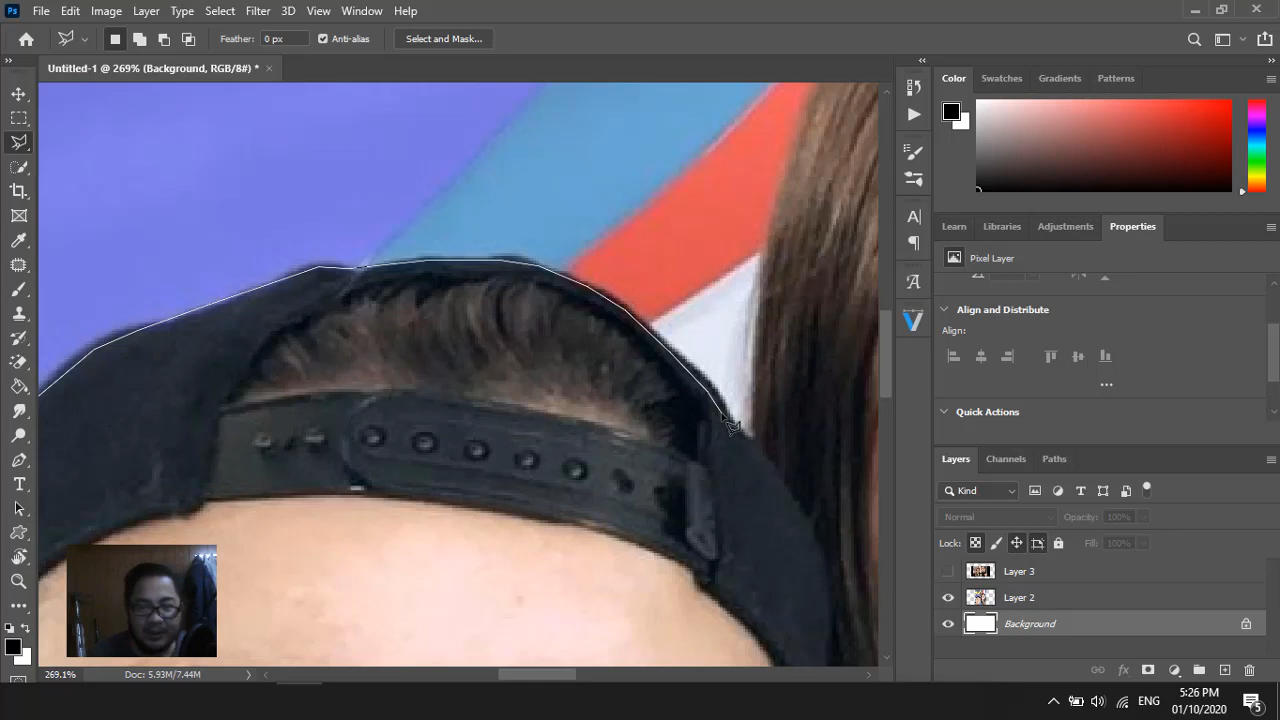 Ps File Edit Image Layer Type Select Filter 3D View Window Help
Feather: 0 px Anti-alias Select and Mask...
Untitled-1 @ 269% (Background, RGB/8#) *
Color Swatches Gradients Patterns
Learn Libraries Adjustments Properties
Pixel Layer
Align and Distribute
Align:
Quick Actions
Layers Channels Paths
Kind
Normal Opacity: 100%
Lock: Fill: 100%
Layer 3
Layer 2
Background
269.1% Doc: 5.93M/7.44M
ENG
5:26 PM
01/10/2020
5